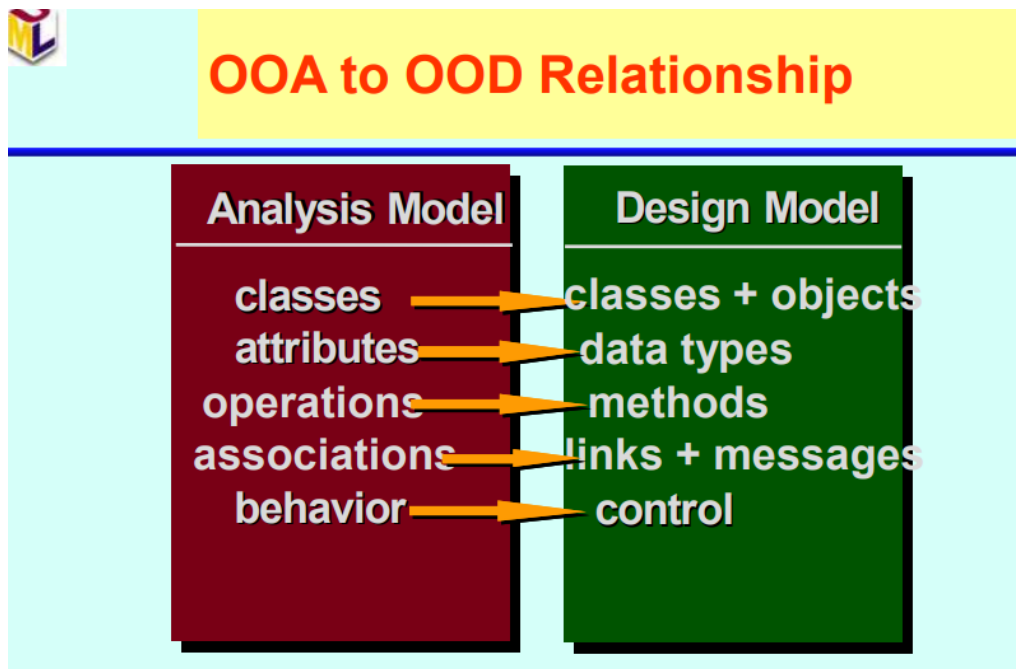 ML
OOA to OOD Relationship
Analysis Model
classes
attributes
operations
associations
behavior
Design Model
classes + objects
data types
methods
links + messages
control